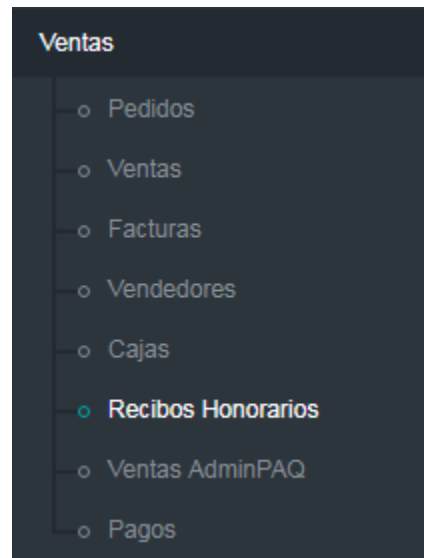 Ventas
Pedidos
Ventas
Facturas
Vendedores
Cajas
Recibos Honorarios
Ventas AdminPAQ
Pagos